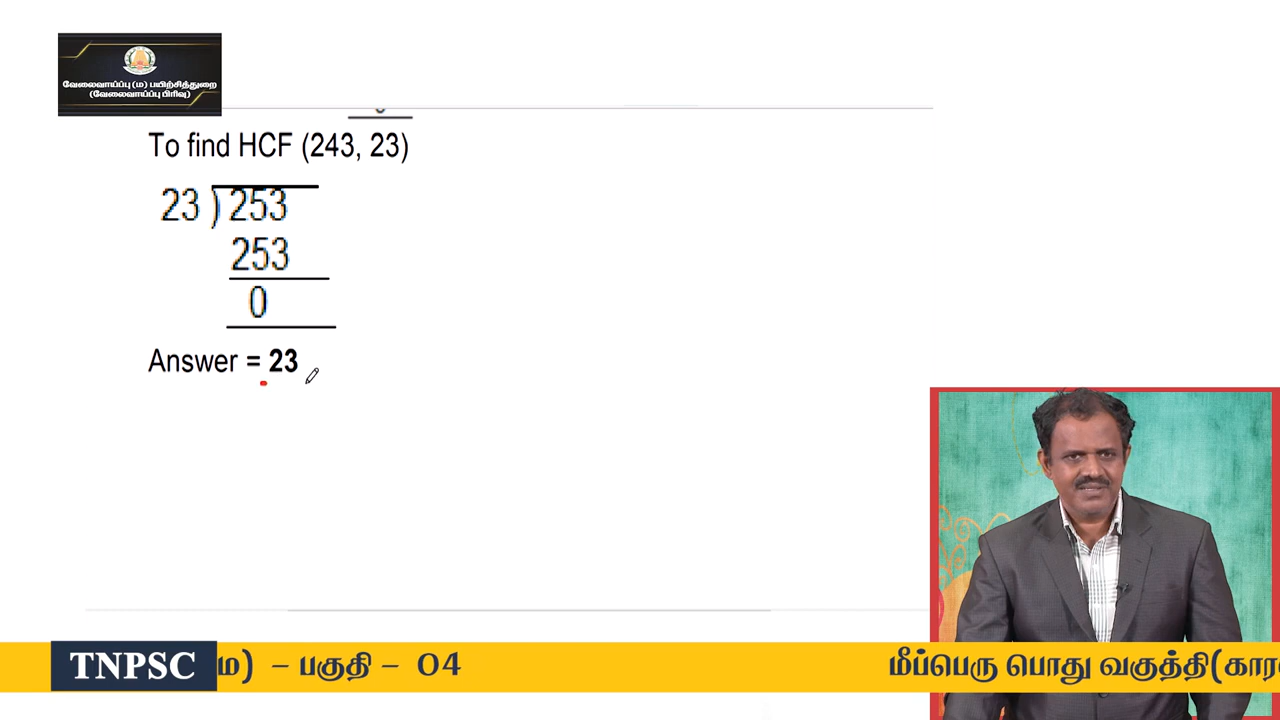 வேலைவாய்ப்பு (ம) பயிற்சித்துறை
(வேலைவாய்ப்பு பிரிவு)
To find HCF (243, 23)
23 ) 253
253
0
Answer = 23
TNPSC ம) – பகுதி – 04 மீப்பெரு பொது வகுத்தி(கார